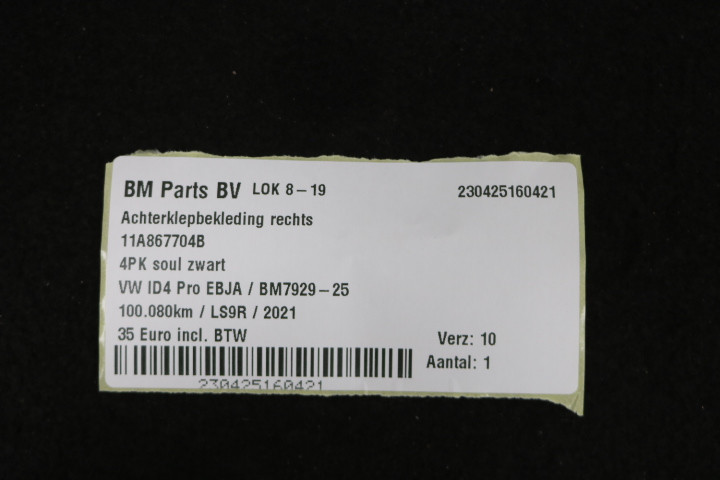 BM Parts BV LOK 8-19 230425160421
Achterklepbekleding rechts
11A867704B
4PK soul zwart
VW ID4 Pro EBJA / BM7929-25
100.080km / LS9R / 2021
35 Euro incl. BTW Verz: 10
Aantal: 1
230425160421